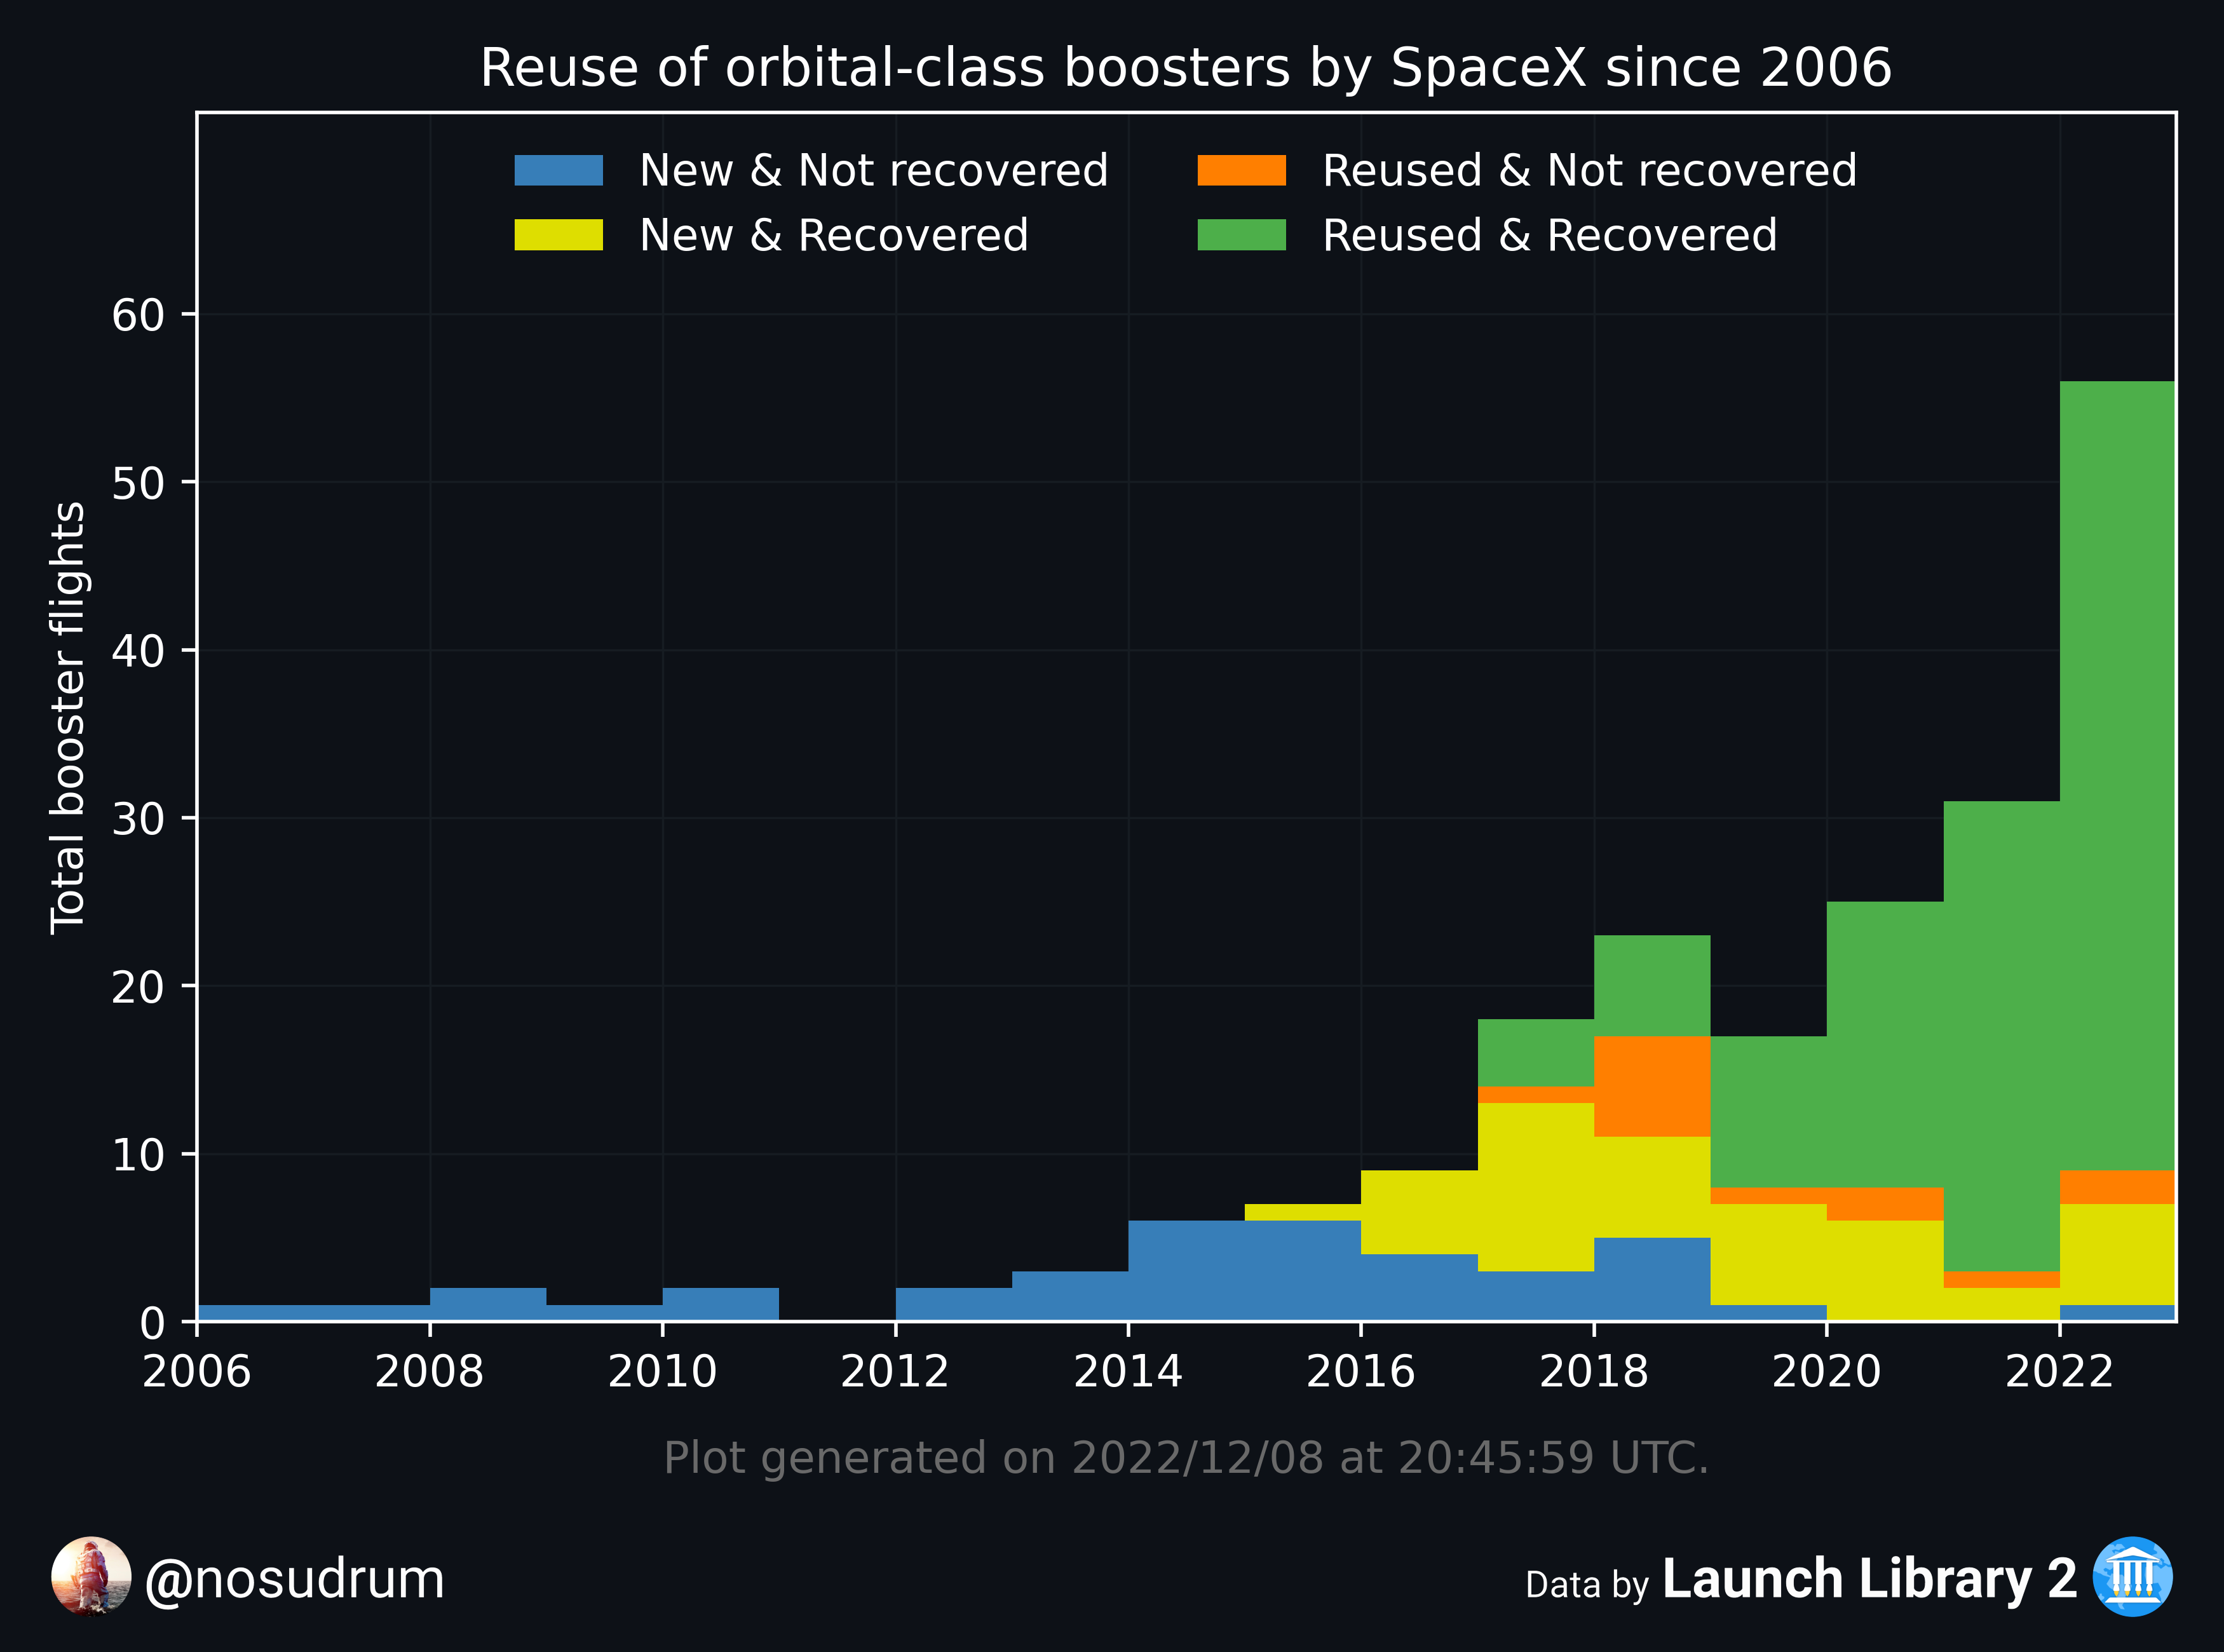 Reuse of orbital-class boosters by SpaceX since 2006
New & Not recovered
New & Recovered
Reused & Not recovered
Reused & Recovered
Total booster flights
60
50
40
30
20
10
0
2006 2008 2010 2012 2014 2016 2018 2020 2022
Plot generated on 2022/12/08 at 20:45:59 UTC.
@nosudrum
Data by Launch Library 2